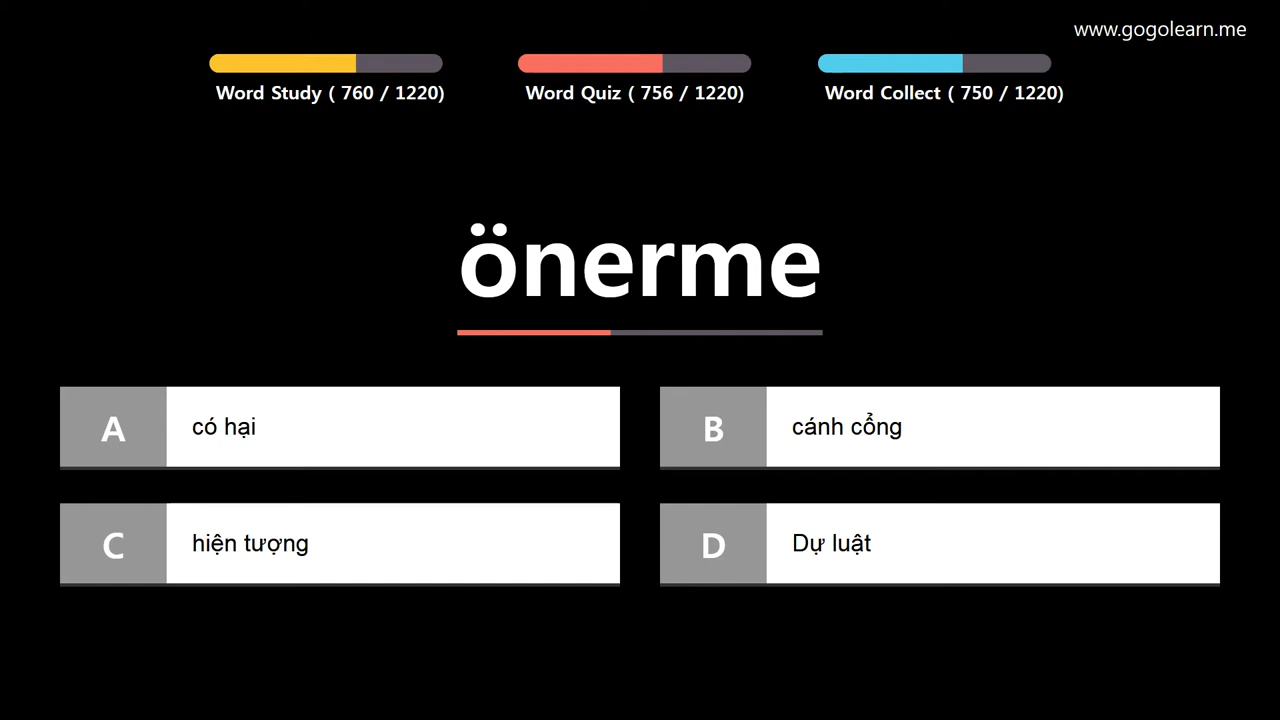 www.gogolearn.me
Word Study ( 760 / 1220)
Word Quiz ( 756 / 1220)
Word Collect ( 750 / 1220)
önerme
A có hại
B cánh cổng
C hiện tượng
D Dự luật